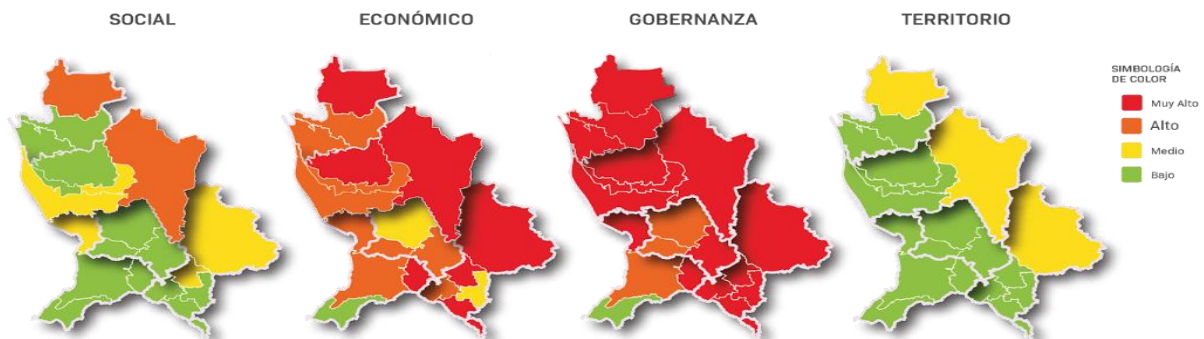 SOCIAL
ECONÓMICO
GOBERNANZA
TERRITORIO
SIMBOLOGÍA
DE COLOR
Muy Alto
Alto
Medio
Bajo